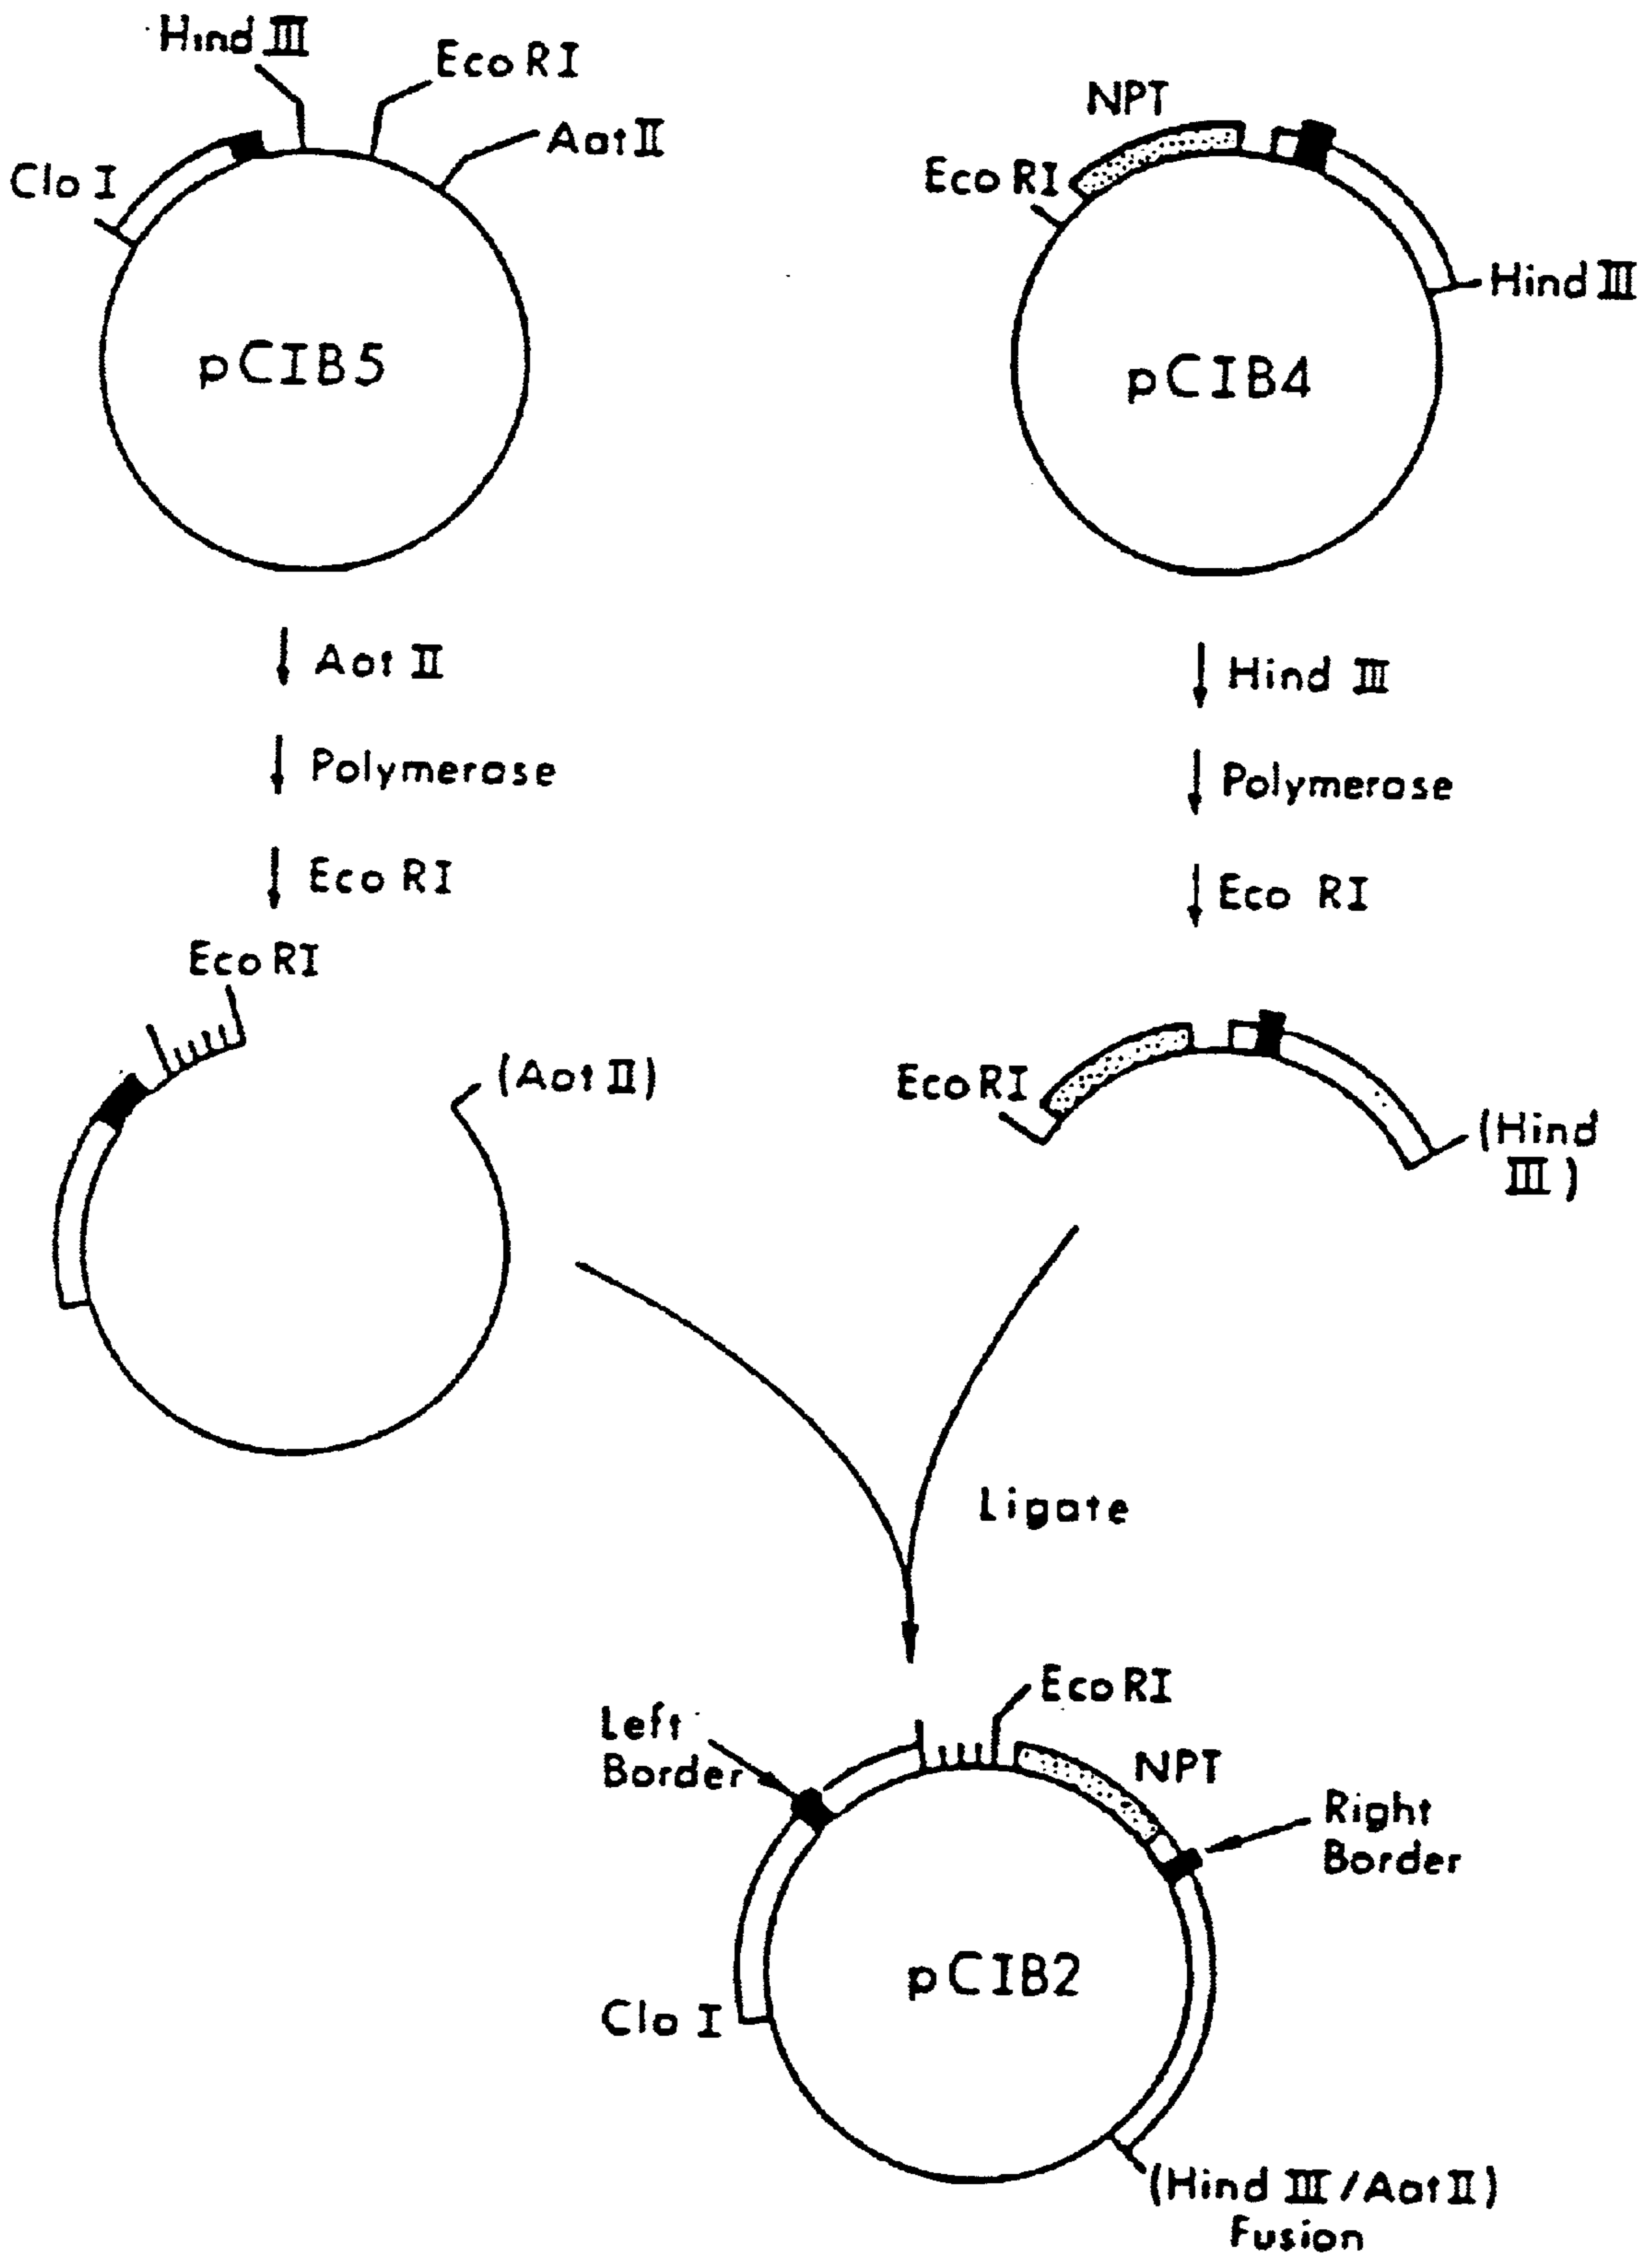 Hind III
Eco RI
Aat II
Cla I
pCIB5
NPT
Eco RI
Hind III
pCIB4
Aat II
Polymerase
Eco RI
Hind III
Polymerase
Eco RI
Eco RI
(Aat II)
Eco RI
(Hind
III)
Ligate
Eco RI
Left
Border
NPT
Right
Border
pCIB2
Cla I
(Hind III/Aat II)
Fusion